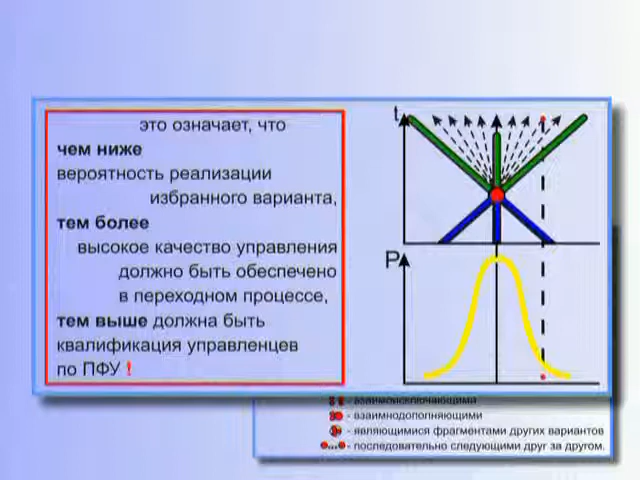 это означает, что
чем ниже
вероятность реализации
избранного варианта,
тем более
высокое качество управления
должно быть обеспечено
в переходном процессе,
тем выше должна быть
квалификация управленцев
по ПФУ !
t
P
- взаимоисключающими
- взаимнодополняющими
- являющимися фрагментами других вариантов
- последовательно следующими друг за другом.